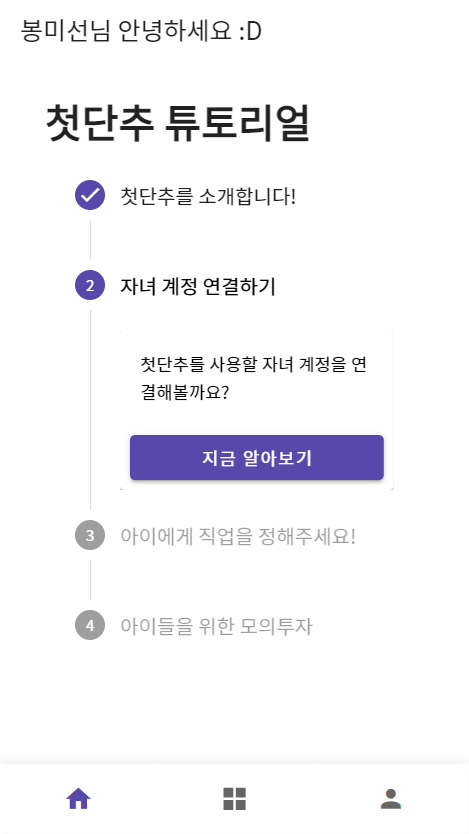 봉미선님 안녕하세요 :D
첫단추 튜토리얼
첫단추를 소개합니다!
2 자녀 계정 연결하기
첫단추를 사용할 자녀 계정을 연
결해볼까요?
지금 알아보기
3 아이에게 직업을 정해주세요!
4 아이들을 위한 모의투자